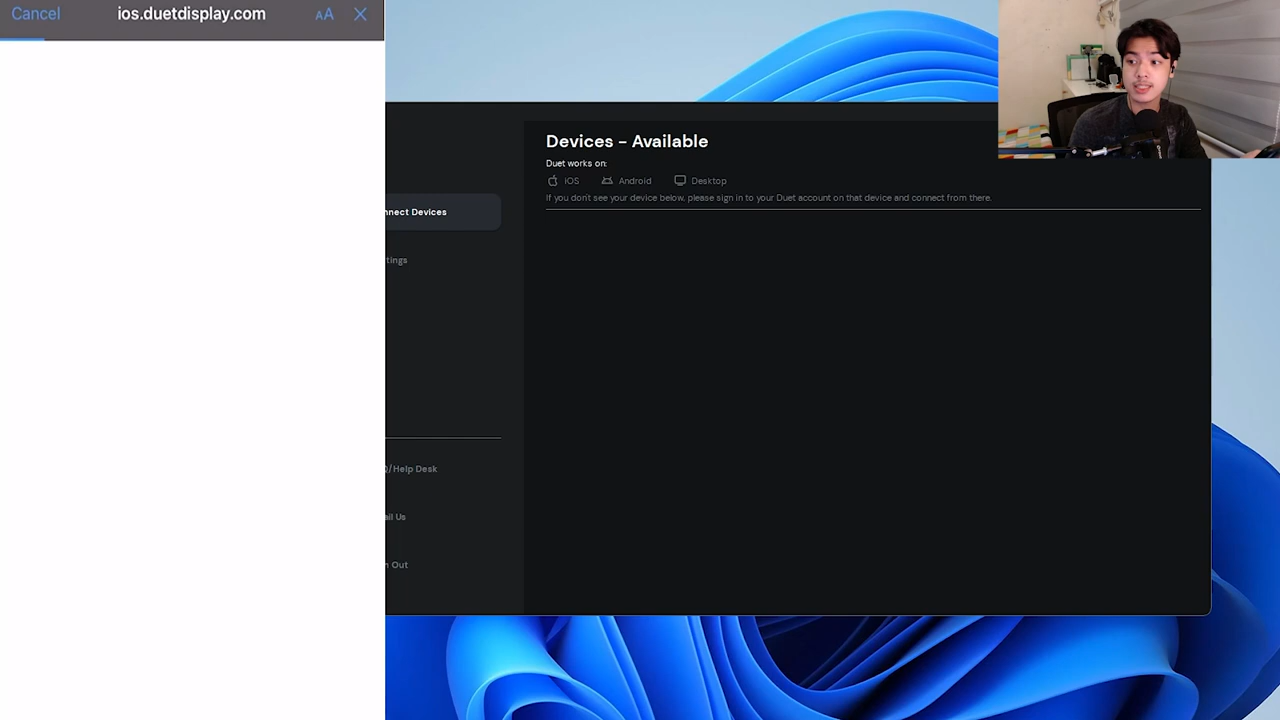 Cancel
ios.duetdisplay.com
AA
Devices – Available
Duet works on:
iOS
Android
Desktop
If you don't see your device below, please sign in to your Duet account on that device and connect from there.
nnect Devices
tings
Q/Help Desk
ail Us
n Out